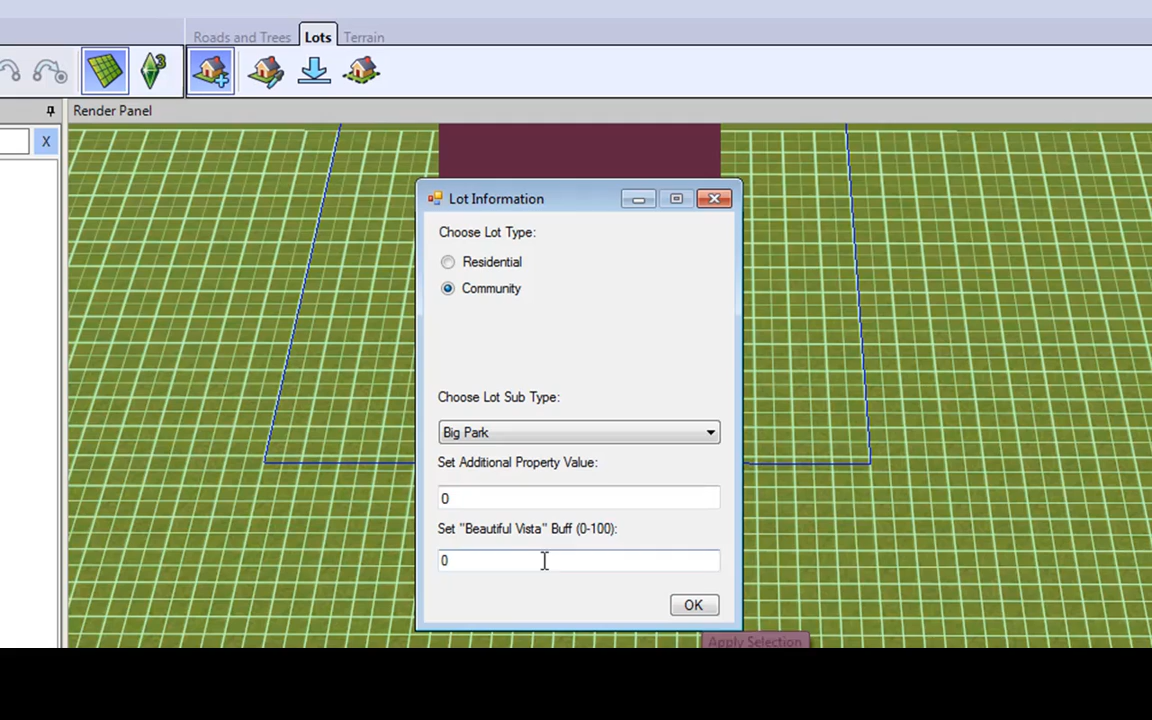 Roads and Trees Lots Terrain
3
X
Render Panel
Lot Information
Choose Lot Type:
Residential
Community
Choose Lot Sub Type:
Big Park
Set Additional Property Value:
0
Set "Beautiful Vista" Buff (0-100):
0
OK
Apply Selection